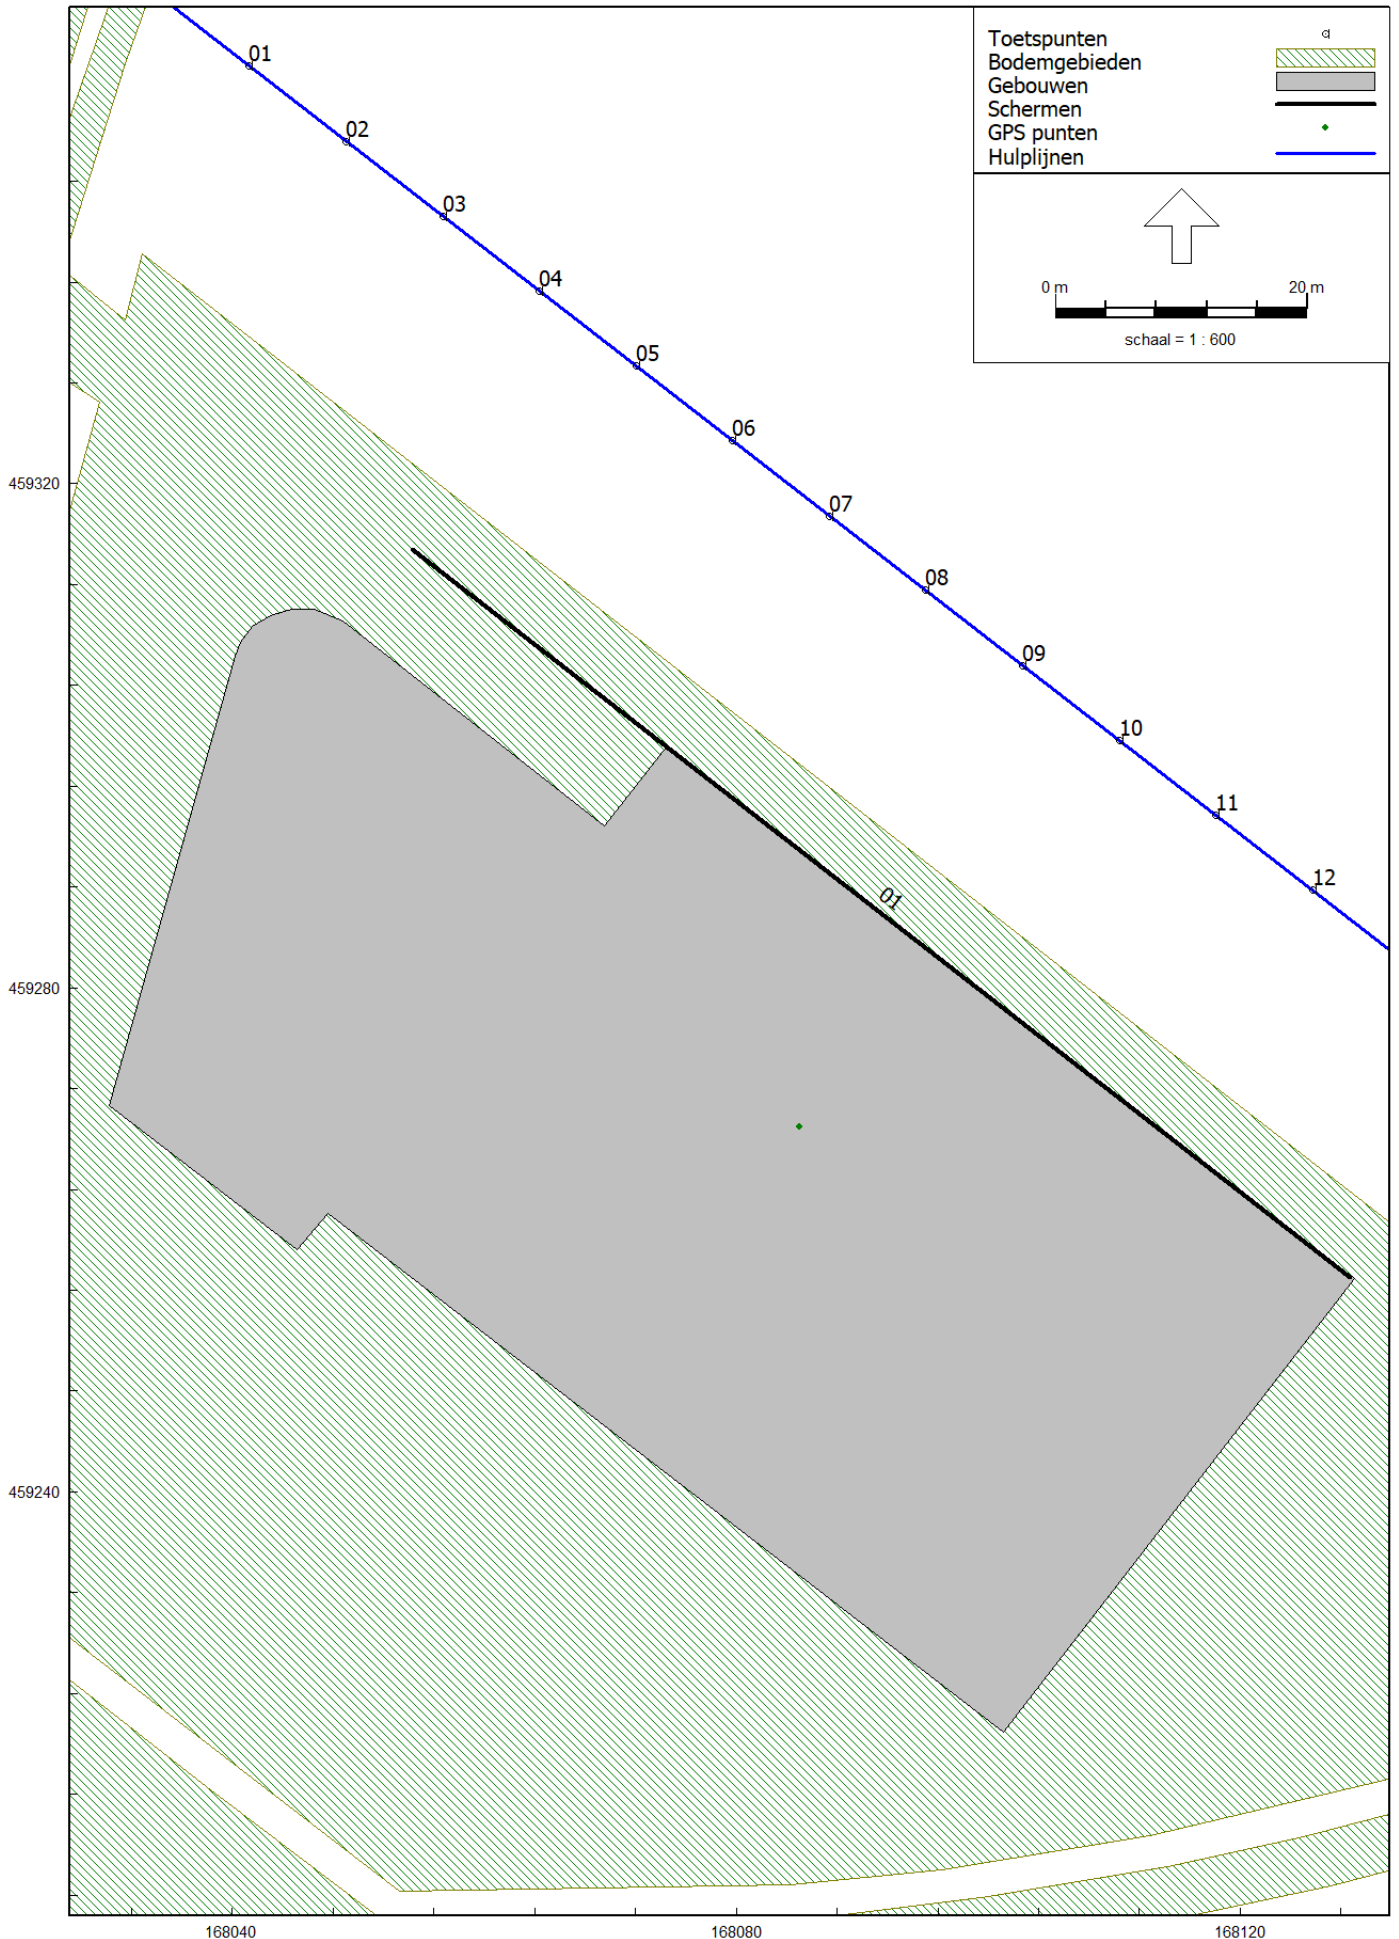 Toetspunten
Bodemgebieden
Gebouwen
Schermen
GPS punten
Hulplijnen
0 m 20 m
schaal = 1 : 600
01
02
03
04
05
06
07
08
09
10
11
12
01
459320
459280
459240
168040 168080 168120